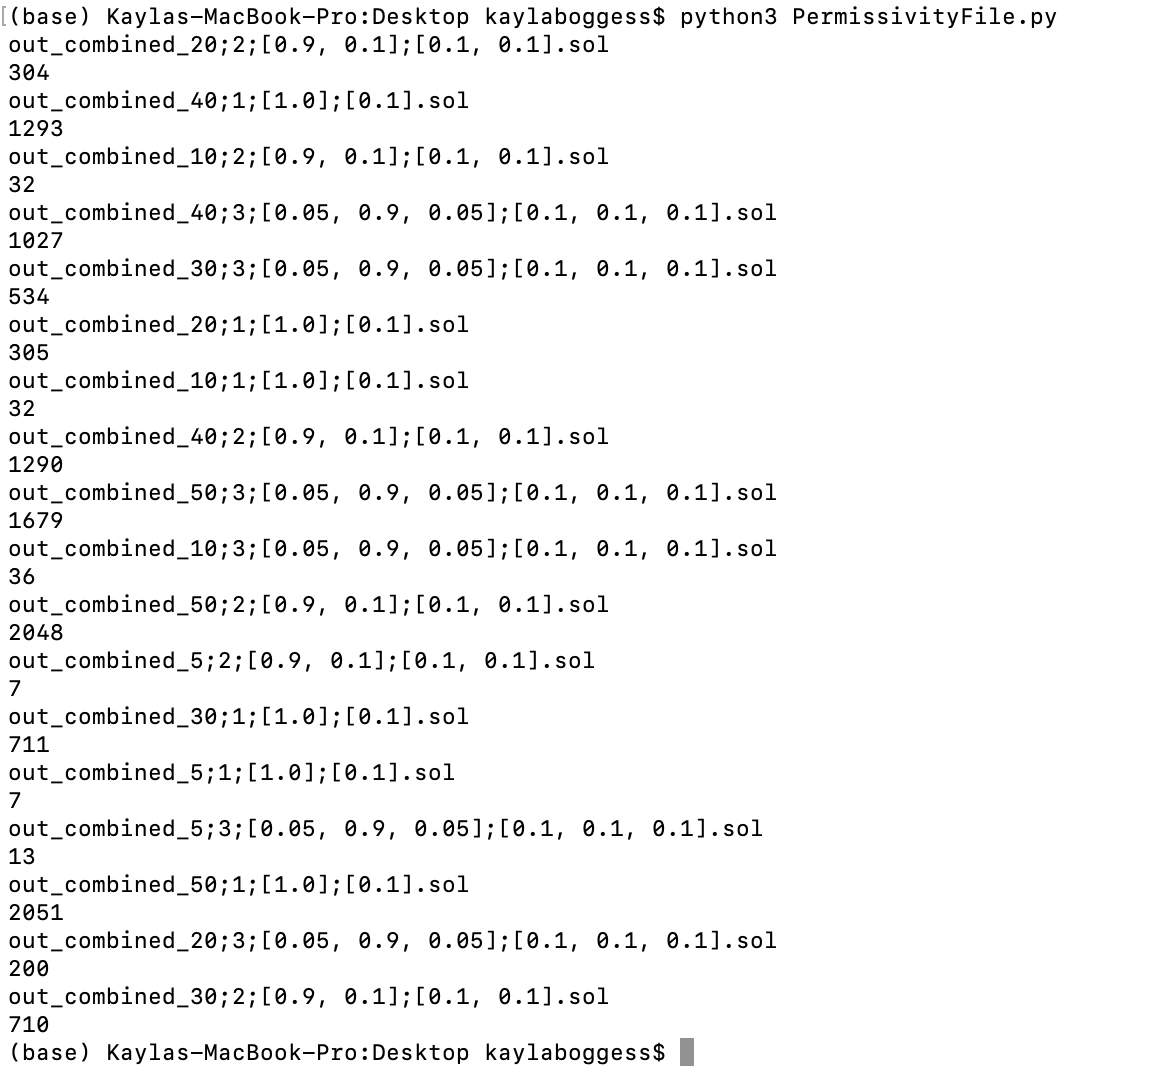 (base) Kaylas-MacBook-Pro:Desktop kaylaboggess$ python3 PermissivityFile.py
out_combined_20;2;[0.9, 0.1];[0.1, 0.1].sol
304
out_combined_40;1;[1.0];[0.1].sol
1293
out_combined_10;2;[0.9, 0.1];[0.1, 0.1].sol
32
out_combined_40;3;[0.05, 0.9, 0.05];[0.1, 0.1, 0.1].sol
1027
out_combined_30;3;[0.05, 0.9, 0.05];[0.1, 0.1, 0.1].sol
534
out_combined_20;1;[1.0];[0.1].sol
305
out_combined_10;1;[1.0];[0.1].sol
32
out_combined_40;2;[0.9, 0.1];[0.1, 0.1].sol
1290
out_combined_50;3;[0.05, 0.9, 0.05];[0.1, 0.1, 0.1].sol
1679
out_combined_10;3;[0.05, 0.9, 0.05];[0.1, 0.1, 0.1].sol
36
out_combined_50;2;[0.9, 0.1];[0.1, 0.1].sol
2048
out_combined_5;2;[0.9, 0.1];[0.1, 0.1].sol
7
out_combined_30;1;[1.0];[0.1].sol
711
out_combined_5;1;[1.0];[0.1].sol
7
out_combined_5;3;[0.05, 0.9, 0.05];[0.1, 0.1, 0.1].sol
13
out_combined_50;1;[1.0];[0.1].sol
2051
out_combined_20;3;[0.05, 0.9, 0.05];[0.1, 0.1, 0.1].sol
200
out_combined_30;2;[0.9, 0.1];[0.1, 0.1].sol
710
(base) Kaylas-MacBook-Pro:Desktop kaylaboggess$